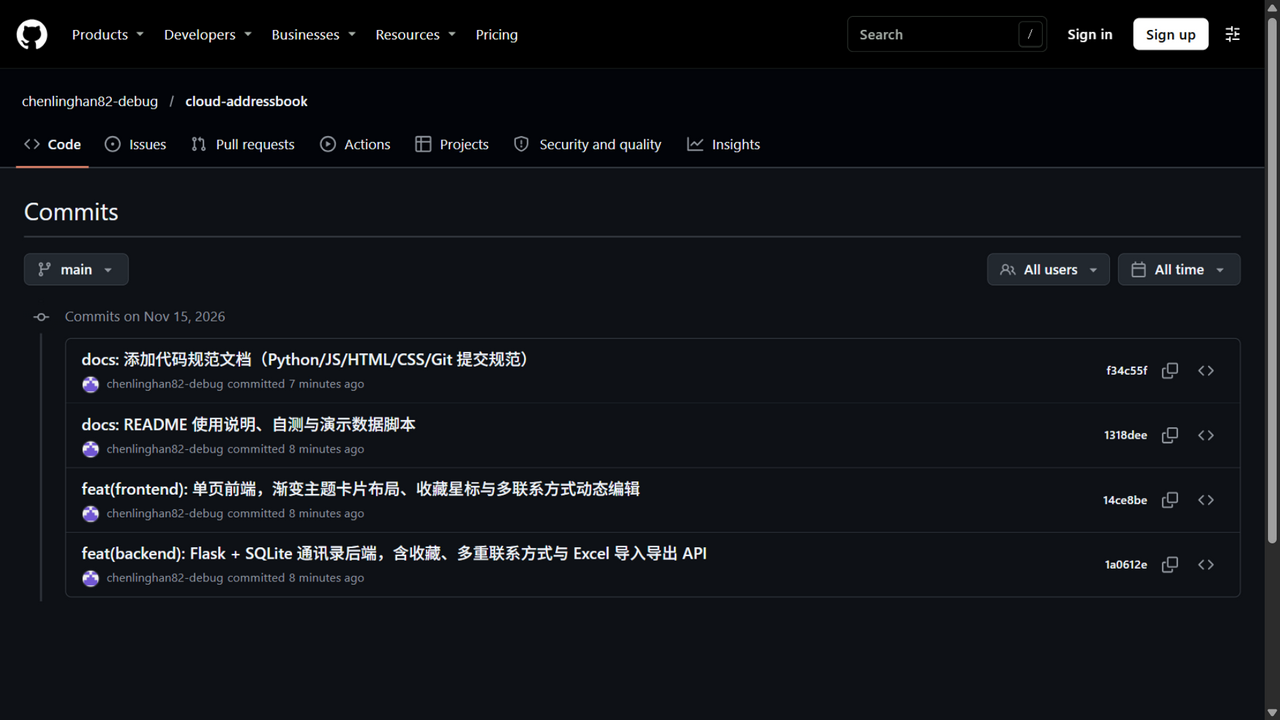 Products Developers Businesses Resources Pricing Search / Sign in Sign up
chenlinghan82-debug / cloud-addressbook
Code Issues Pull requests Actions Projects Security and quality Insights
Commits
main All users All time
Commits on Nov 15, 2026
docs: 添加代码规范文档（Python/JS/HTML/CSS/Git 提交规范）
chenlinghan82-debug committed 7 minutes ago
f34c55f
docs: README 使用说明、自测与演示数据脚本
chenlinghan82-debug committed 8 minutes ago
1318dee
feat(frontend): 单页前端，渐变主题卡片布局、收藏星标与多联系方式动态编辑
chenlinghan82-debug committed 8 minutes ago
14ce8be
feat(backend): Flask + SQLite 通讯录后端，含收藏、多重联系方式与 Excel 导入导出 API
chenlinghan82-debug committed 8 minutes ago
1a0612e